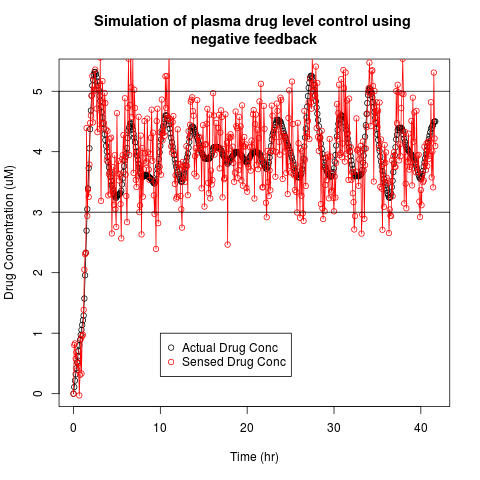 Simulation of plasma drug level control using
negative feedback
Drug Concentration (uM)
5
4
3
2
1
0
Actual Drug Conc
Sensed Drug Conc
0 10 20 30 40
Time (hr)